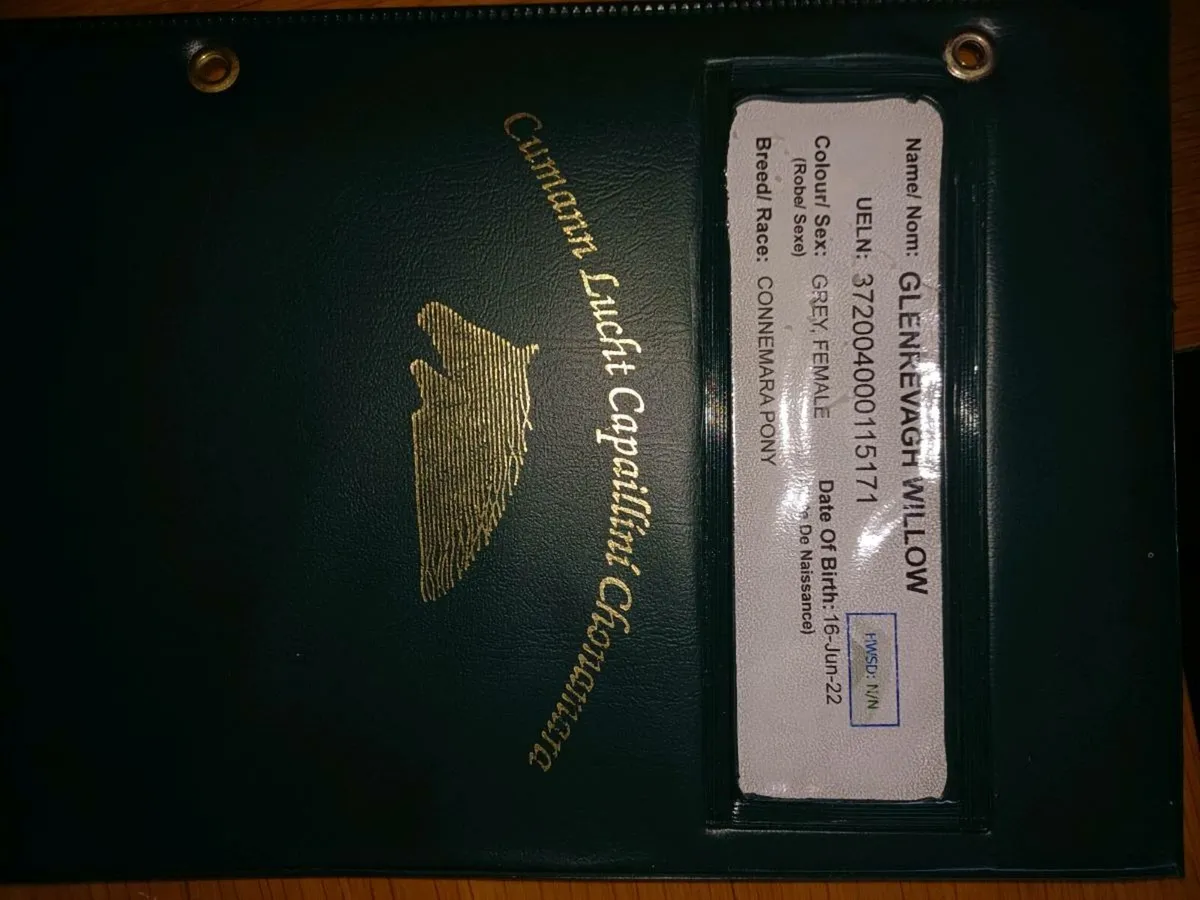 Name/ Nom: GLENREVAGH WILLOW
UELN: 372004000115171
HWSD: N/N
Colour/ Sex: GREY, FEMALE Date Of Birth: 16-Jun-22
(Robe/ Sexe) De Naissance)
Breed/ Race: CONNEMARA PONY
Cumann Lucht Capaillíní Chonamara